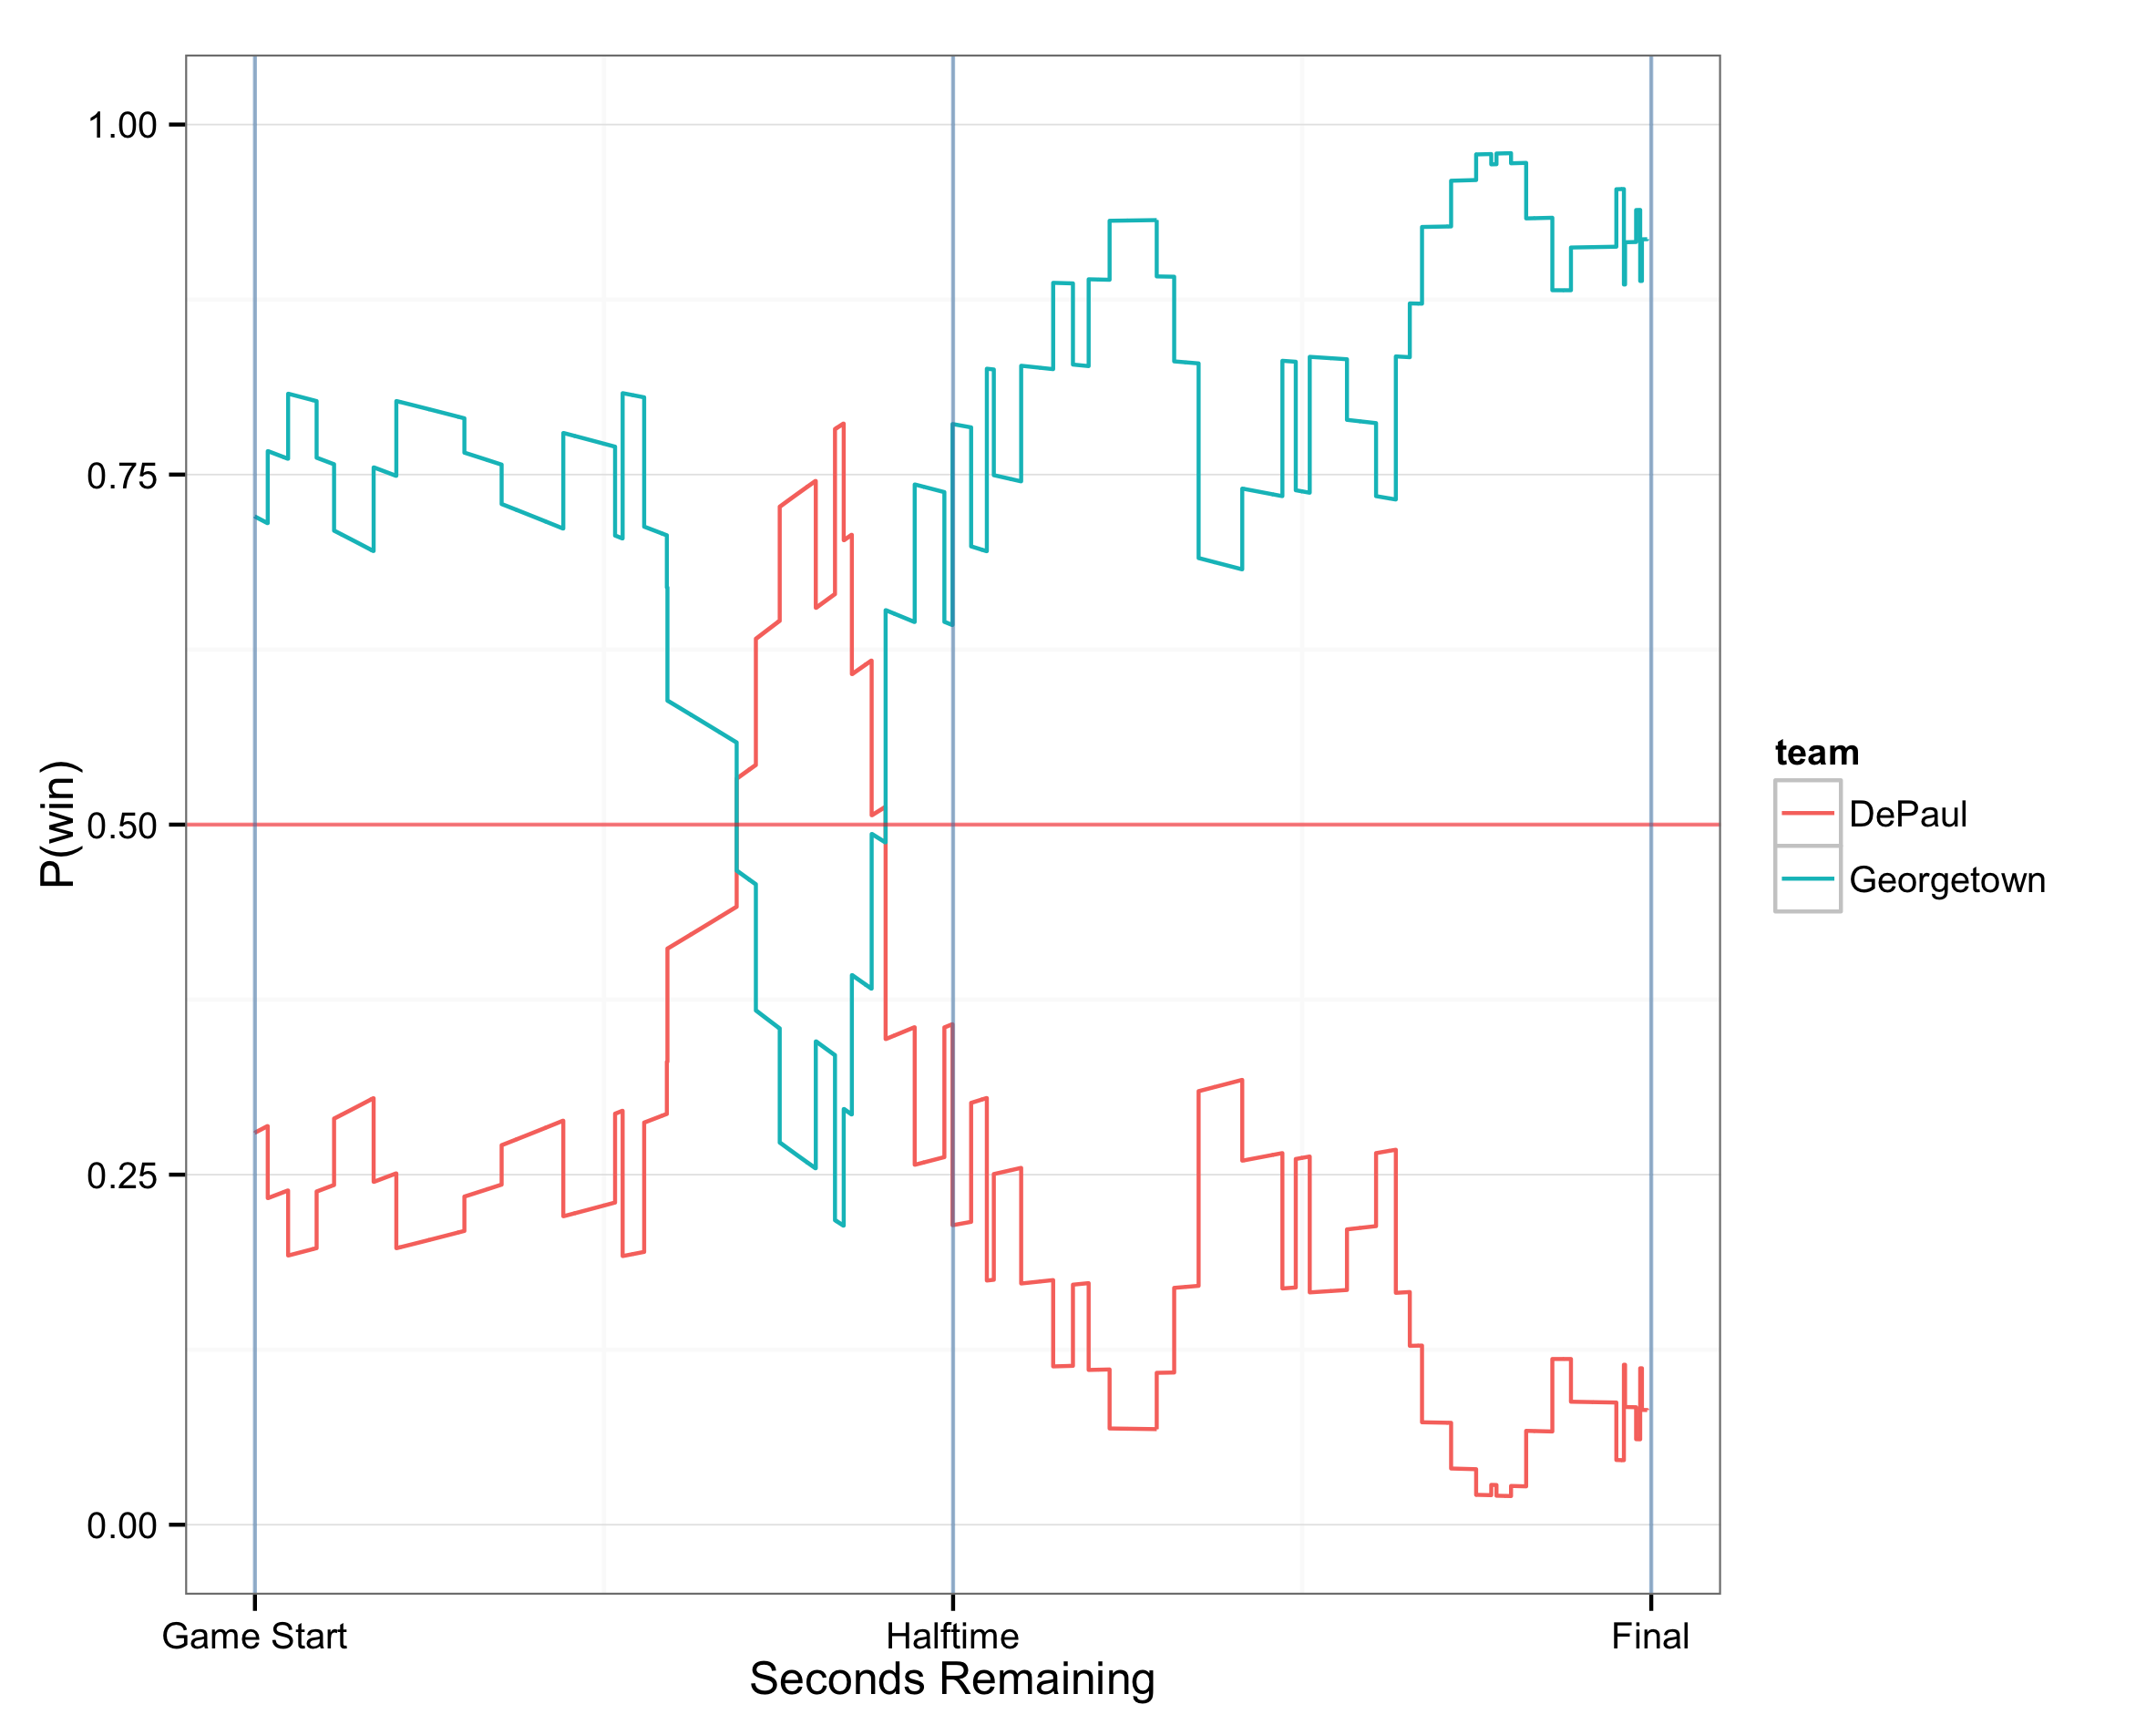 1.00
0.75
0.50
0.25
0.00
P(win)
Game Start
Halftime
Final
Seconds Remaining
team
DePaul
Georgetown